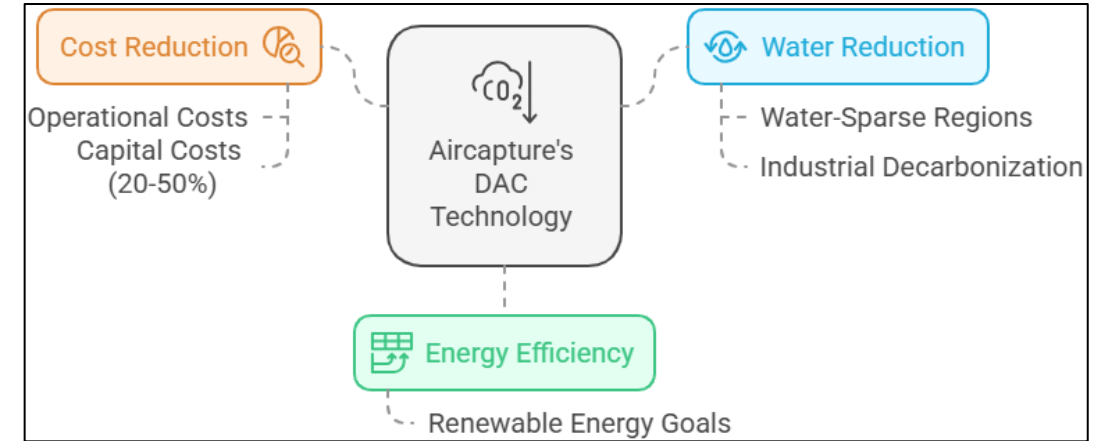 Cost Reduction
Operational Costs
Capital Costs
(20-50%)
CO2
Aircapture's
DAC
Technology
Water Reduction
Water-Sparse Regions
Industrial Decarbonization
Energy Efficiency
Renewable Energy Goals